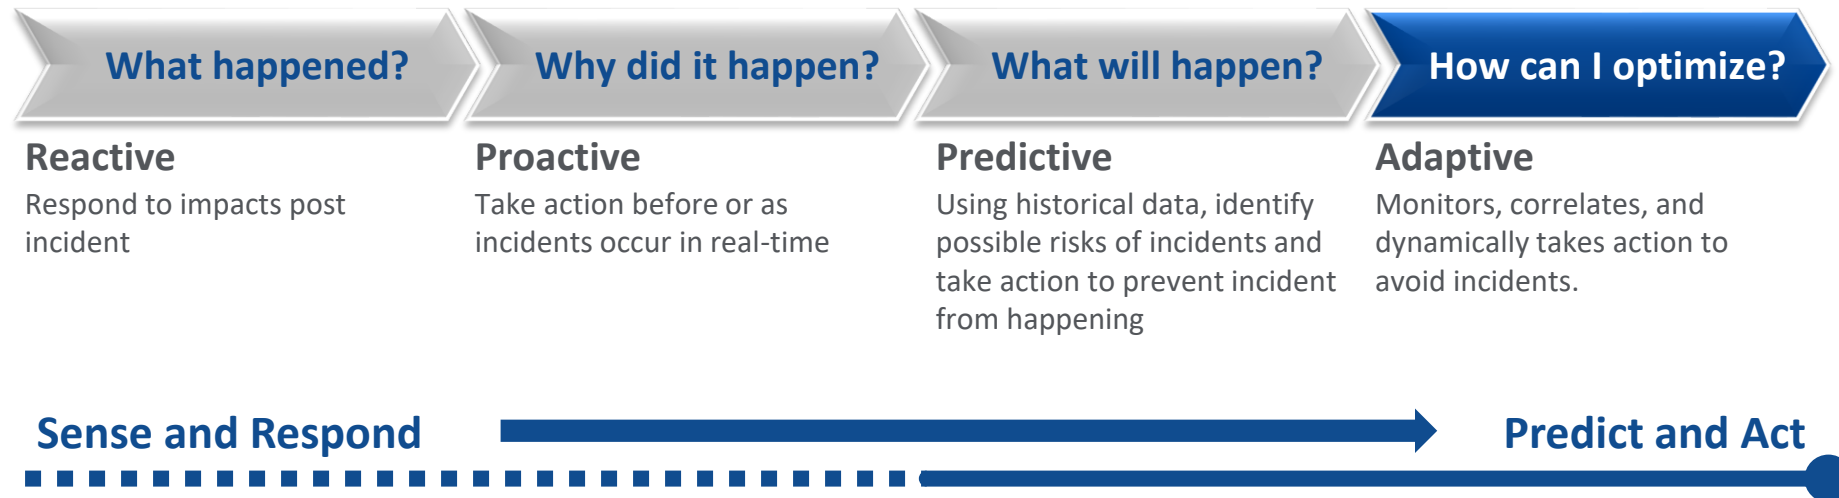 What happened?
Why did it happen?
What will happen?
How can I optimize?
Reactive
Respond to impacts post
incident
Proactive
Take action before or as
incidents occur in real-time
Predictive
Using historical data, identify
possible risks of incidents and
take action to prevent incident
from happening
Adaptive
Monitors, correlates, and
dynamically takes action to
avoid incidents.
Sense and Respond
Predict and Act